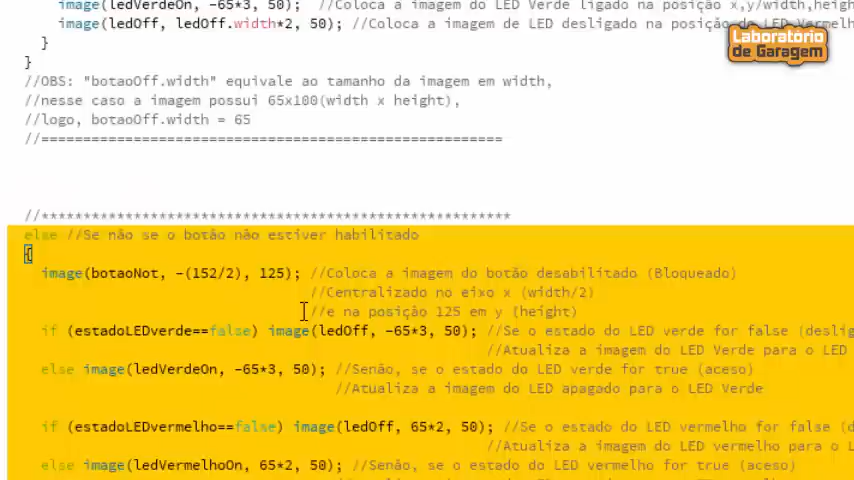 image(ledVerdeOn, -65*3, 50); //Coloca a imagem do LED Verde ligado na posição x,y/width,heigh
image(ledOff, ledOff.width*2, 50); //Coloca a imagem de LED desligado na posição do LED Vermelh
}
}
Laboratório
de Garagem
//OBS: "botaoOff.width" equivale ao tamanho da imagem em width,
//nesse caso a imagem possui 65x100(width x height),
//logo, botaoOff.width = 65
//=======================================================
//********************************************************
else //Se não se o botão não estiver habilitado
{
image(botaoNot, -(152/2), 125); //Coloca a imagem do botão desabilitado (Bloqueado)
//Centralizado no eixo x (width/2)
//e na posição 125 em y (height)
if (estadoLEDverde==false) image(ledOff, -65*3, 50); //Se o estado do LED verde for false (deslig
//Atualiza a imagem do LED Verde para o LED
else image(ledVerdeOn, -65*3, 50); //Senão, se o estado do LED verde for true (aceso)
//Atualiza a imagem do LED apagado para o LED Verde
if (estadoLEDvermelho==false) image(ledOff, 65*2, 50); //Se o estado do LED vermelho for false (d
//Atualiza a imagem do LED vermelho para o L
else image(ledVermelhoOn, 65*2, 50); //Senão, se o estado do LED vermelho for true (aceso)